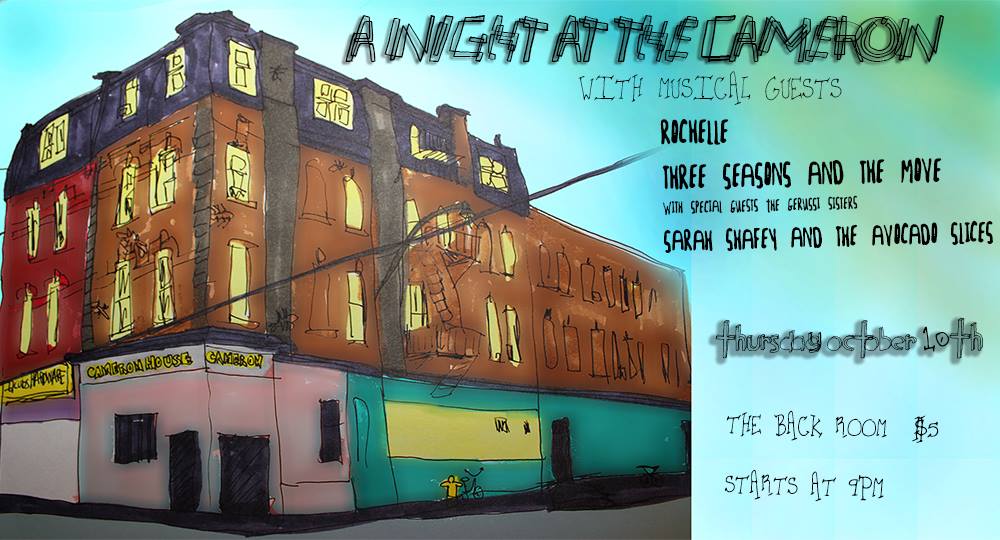 A NIGHT AT THE CAMERON
WITH MUSICAL GUESTS
ROCHELLE
THREE SEASONS AND THE MOVE
WITH SPECIAL GUESTS THE GERUSSI SISTERS
SARAH SHAFEY AND THE AVOCADO SLICES
thursday october 10th
THE BACK ROOM $5
STARTS AT 9PM
CAMERON HOUSE
CAMERON
HARDWARE